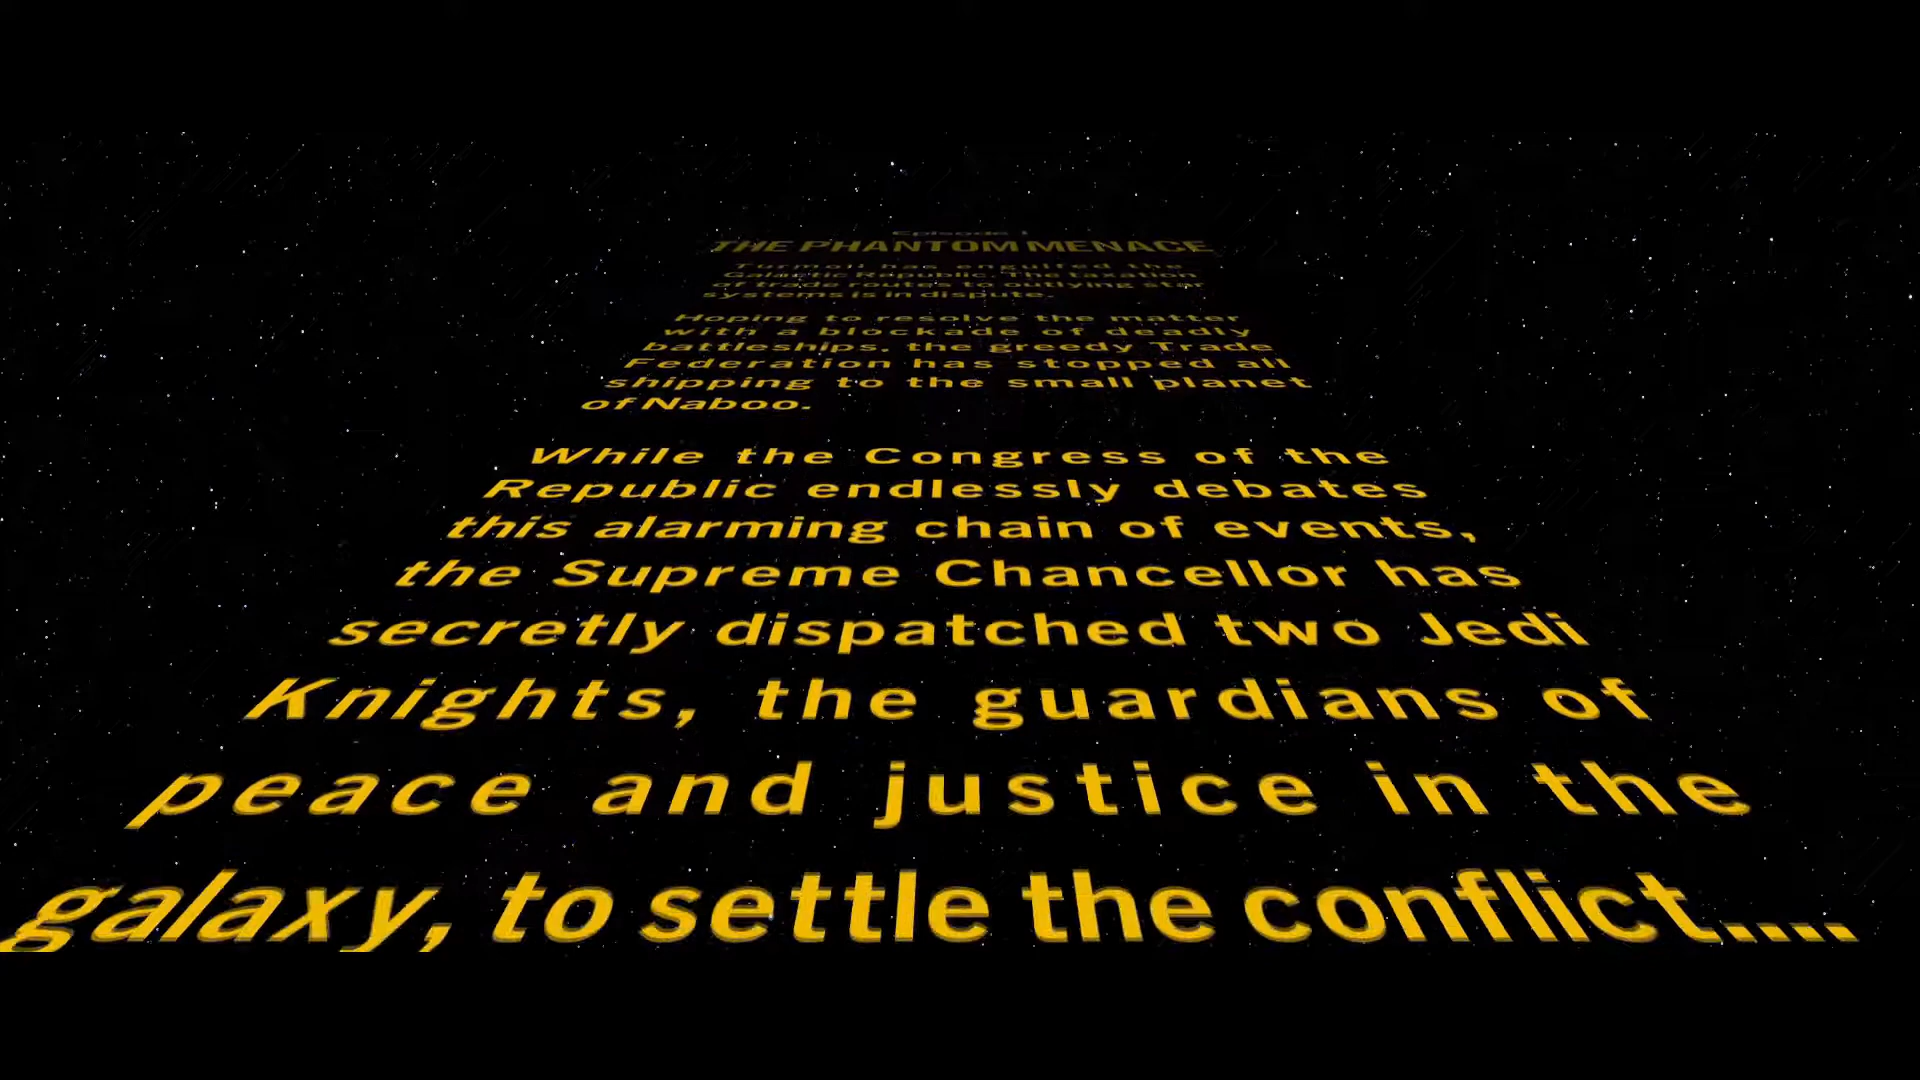 Episode I
THE PHANTOM MENACE
Turmoil has engulfed the
Galactic Republic. The taxation
of trade routes to outlying star
systems is in dispute.
Hoping to resolve the matter
with a blockade of deadly
battleships, the greedy Trade
Federation has stopped all
shipping to the small planet
of Naboo.
While the Congress of the
Republic endlessly debates
this alarming chain of events,
the Supreme Chancellor has
secretly dispatched two Jedi
Knights, the guardians of
peace and justice in the
galaxy, to settle the conflict....